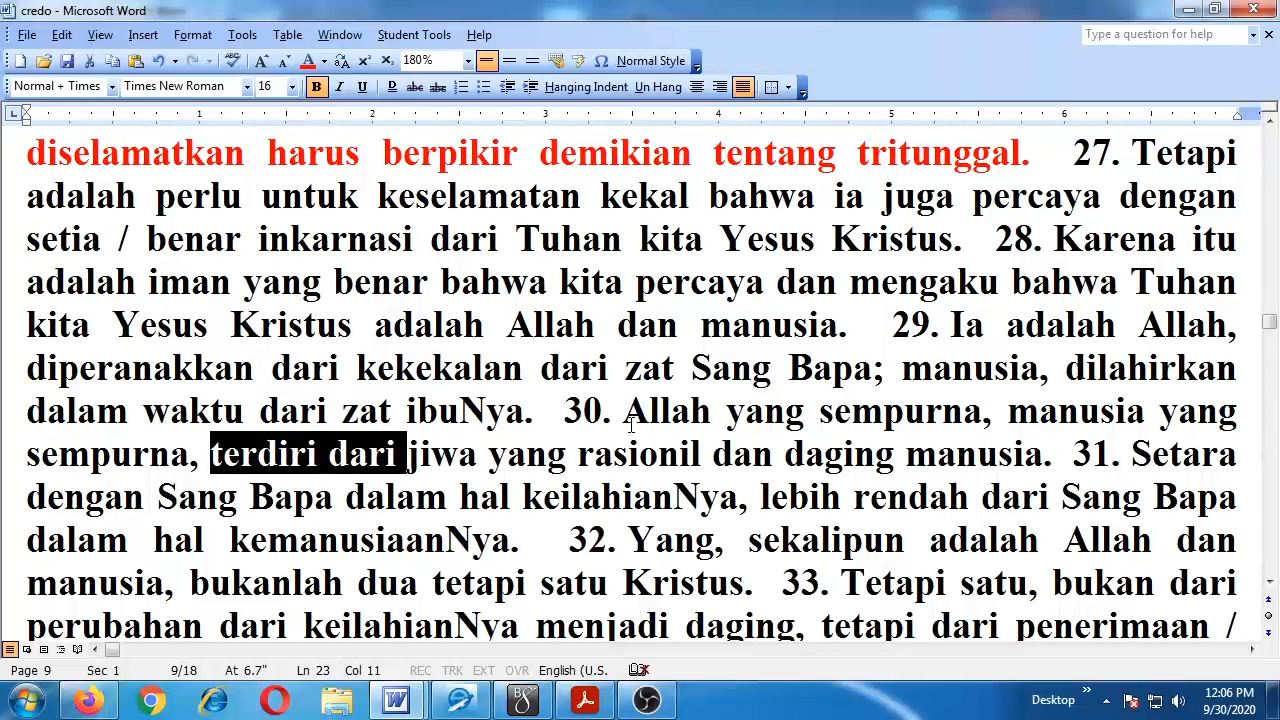 credo - Microsoft Word
File Edit View Insert Format Tools Table Window Student Tools Help Type a question for help
180% Normal Style
Normal + Times Times New Roman 16 B I U D abc abc Hanging Indent Un Hang
1 2 3 4 5 6
diselamatkan harus berpikir demikian tentang tritunggal. 27. Tetapi
adalah perlu untuk keselamatan kekal bahwa ia juga percaya dengan
setia / benar inkarnasi dari Tuhan kita Yesus Kristus. 28. Karena itu
adalah iman yang benar bahwa kita percaya dan mengaku bahwa Tuhan
kita Yesus Kristus adalah Allah dan manusia. 29. Ia adalah Allah,
diperanakkan dari kekekalan dari zat Sang Bapa; manusia, dilahirkan
dalam waktu dari zat ibuNya. 30. Allah yang sempurna, manusia yang
sempurna, terdiri dari jiwa yang rasionil dan daging manusia. 31. Setara
dengan Sang Bapa dalam hal keilahianNya, lebih rendah dari Sang Bapa
dalam hal kemanusiaanNya. 32. Yang, sekalipun adalah Allah dan
manusia, bukanlah dua tetapi satu Kristus. 33. Tetapi satu, bukan dari
perubahan dari keilahianNya menjadi daging, tetapi dari penerimaan /
Page 9 Sec 1 9/18 At 6.7" Ln 23 Col 11 REC TRK EXT OVR English (U.S.
Desktop 12:06 PM
9/30/2020